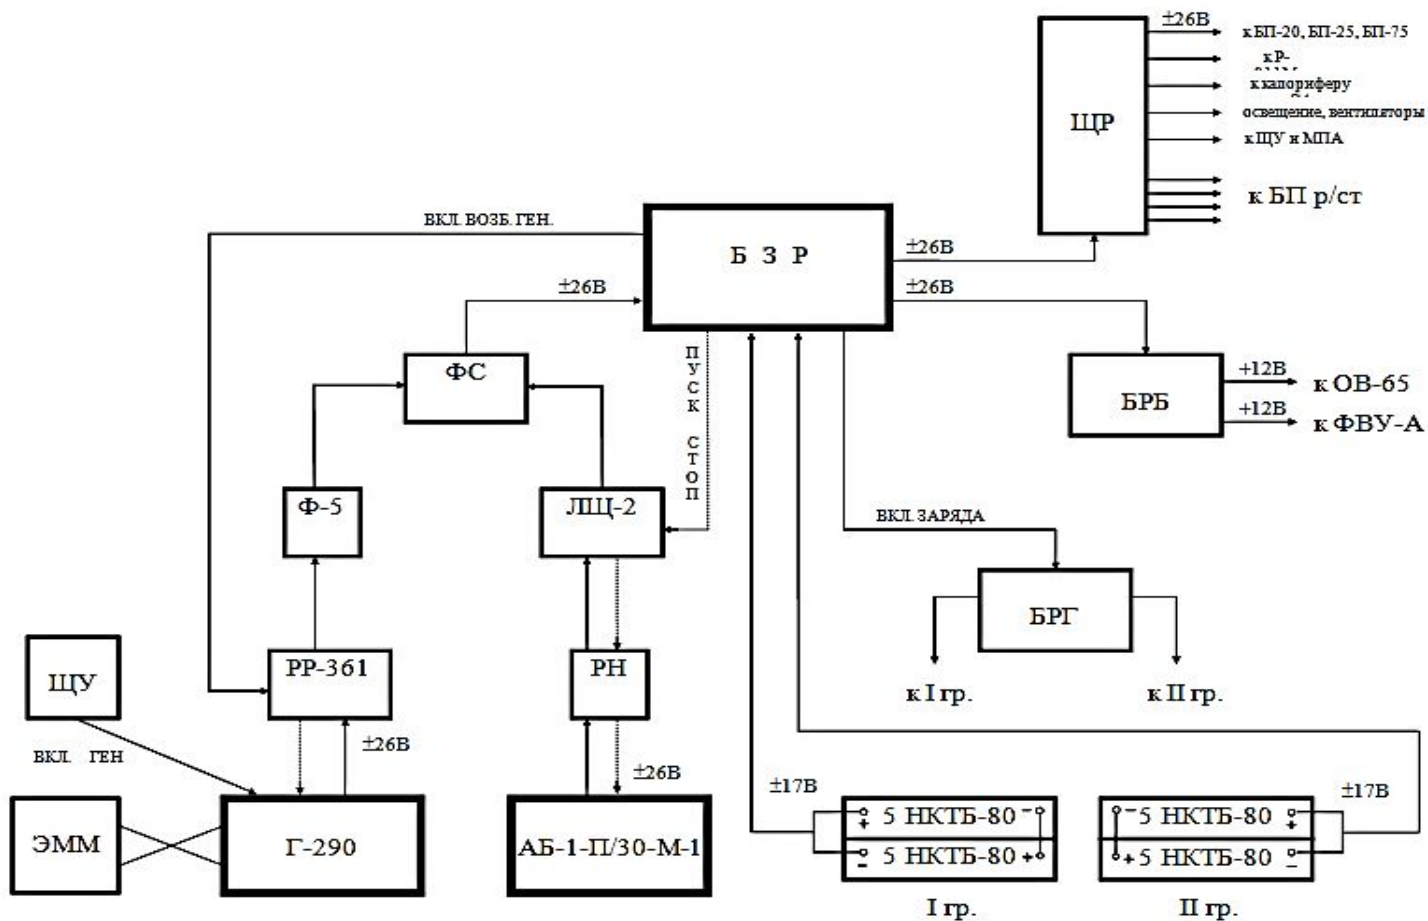 ±26В
к БП-20, БП-25, БП-75
к Р-
к калориферу
освещение, вентиляторы
к ЩУ и МПА
к БП р/ст
ЩР
ВКЛ. ВОЗБ. ГЕН.
Б З Р
±26В
±26В
±26В
ФС
ПУСК СТОП
БРБ
+12В
к ОВ-65
+12В
к ФВУ-А
Ф-5
ЛЩ-2
ВКЛ. ЗАРЯДА
БРГ
к I гр.
к II гр.
ЩУ
РР-361
РН
ВКЛ. ГЕН
±26В
±26В
ЭММ
Г-290
АБ-1-П/30-М-1
±17В
+ 5 НКТБ-80 –
– 5 НКТБ-80 +
I гр.
– 5 НКТБ-80 +
+ 5 НКТБ-80 –
II гр.
±17В